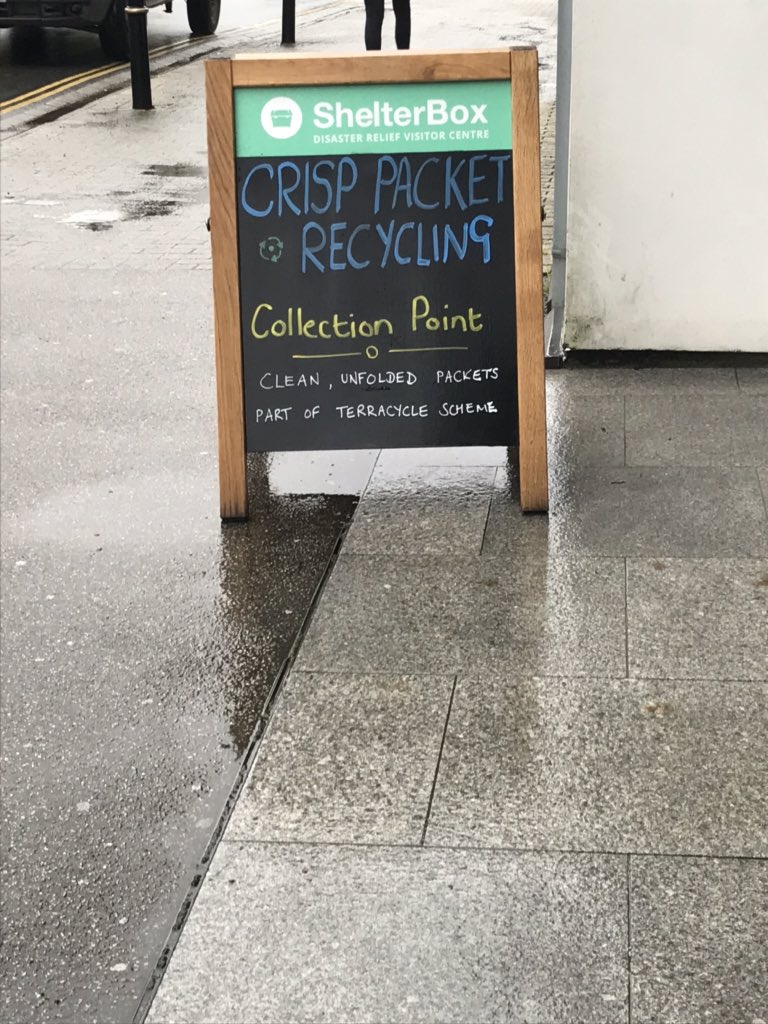 ShelterBox
DISASTER RELIEF VISITOR CENTRE
CRISP PACKET
RECYCLING
Collection Point
CLEAN, UNFOLDED PACKETS
PART OF TERRACYCLE SCHEME